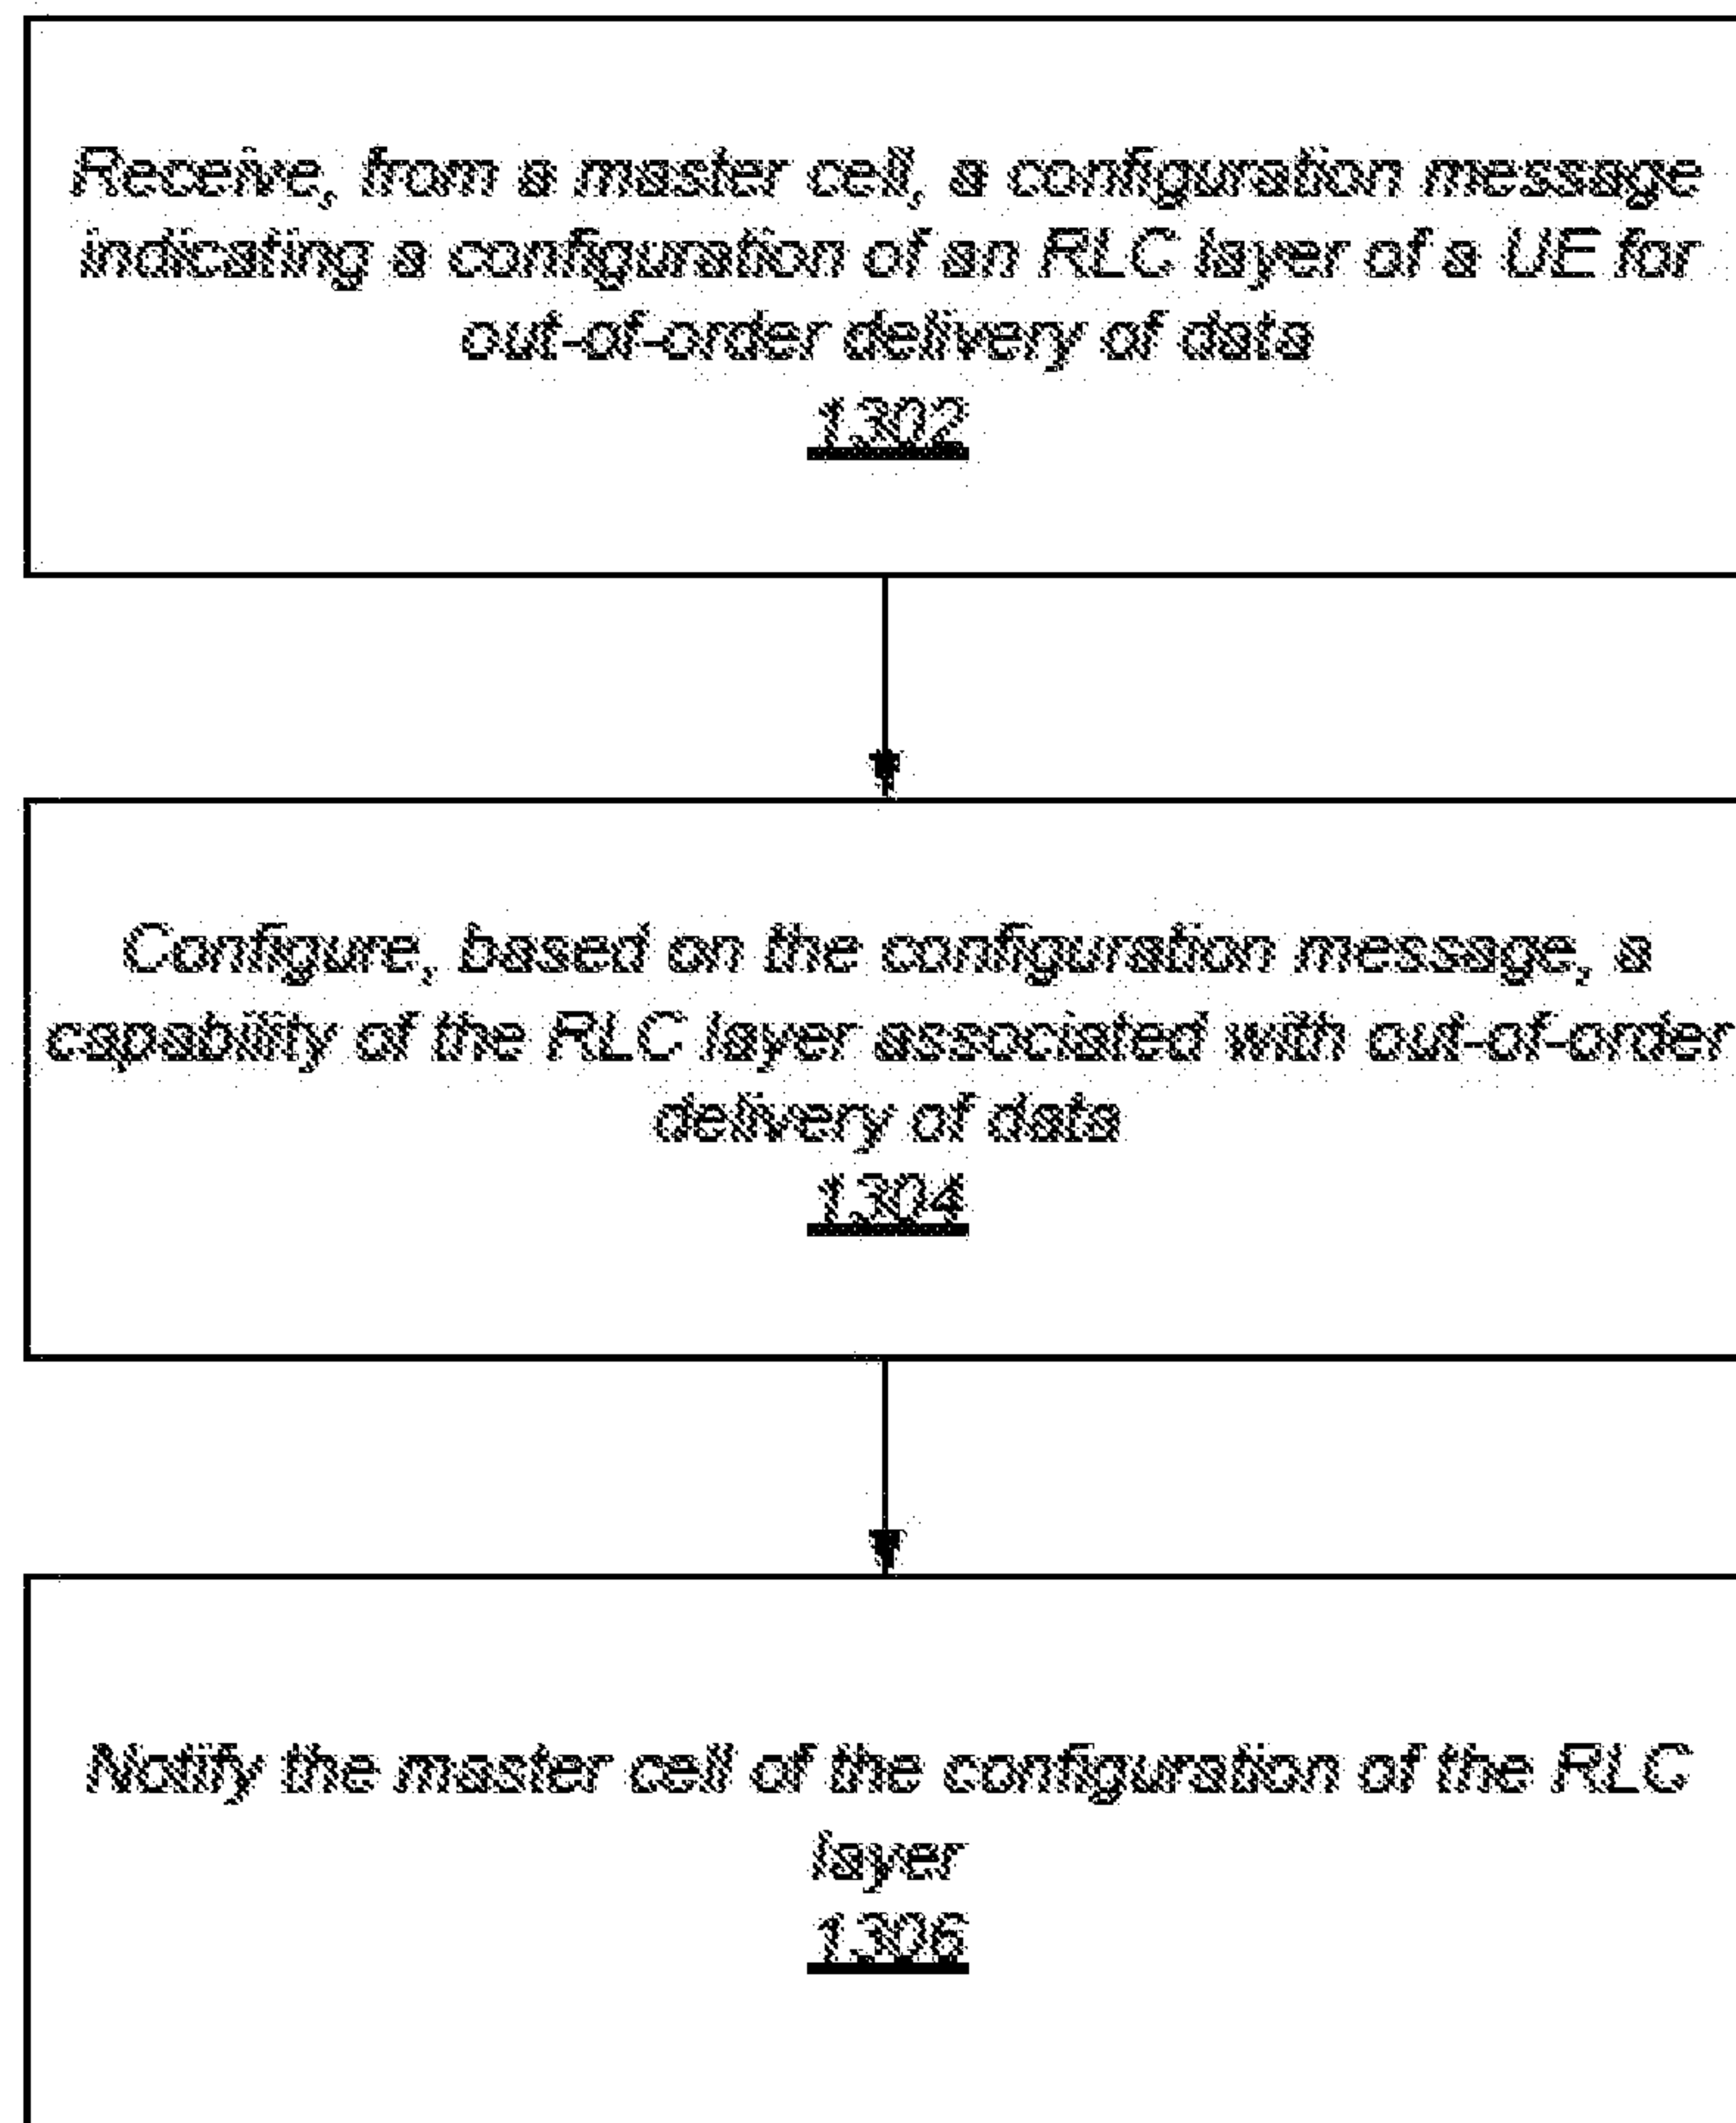 Receive, from a master cell, a configuration message
indicating a configuration of an RLC layer of a UE for
out-of-order delivery of data
1302
Configure, based on the configuration message, a
capability of the RLC layer associated with out-of-order
delivery of data
1304
Notify the master cell of the configuration of the RLC
layer
1306